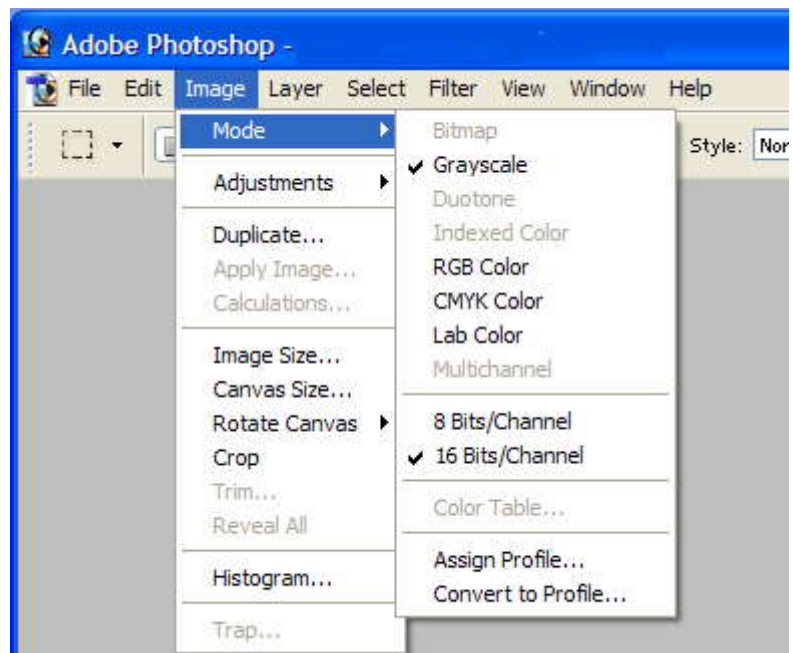 Adobe Photoshop -
File Edit Image Layer Select Filter View Window Help
Style: Nor
Mode
Adjustments
Duplicate...
Apply Image...
Calculations...
Image Size...
Canvas Size...
Rotate Canvas
Crop
Trim...
Reveal All
Histogram...
Trap...
Bitmap
Grayscale
Duotone
Indexed Color
RGB Color
CMYK Color
Lab Color
Multichannel
8 Bits/Channel
16 Bits/Channel
Color Table...
Assign Profile...
Convert to Profile...